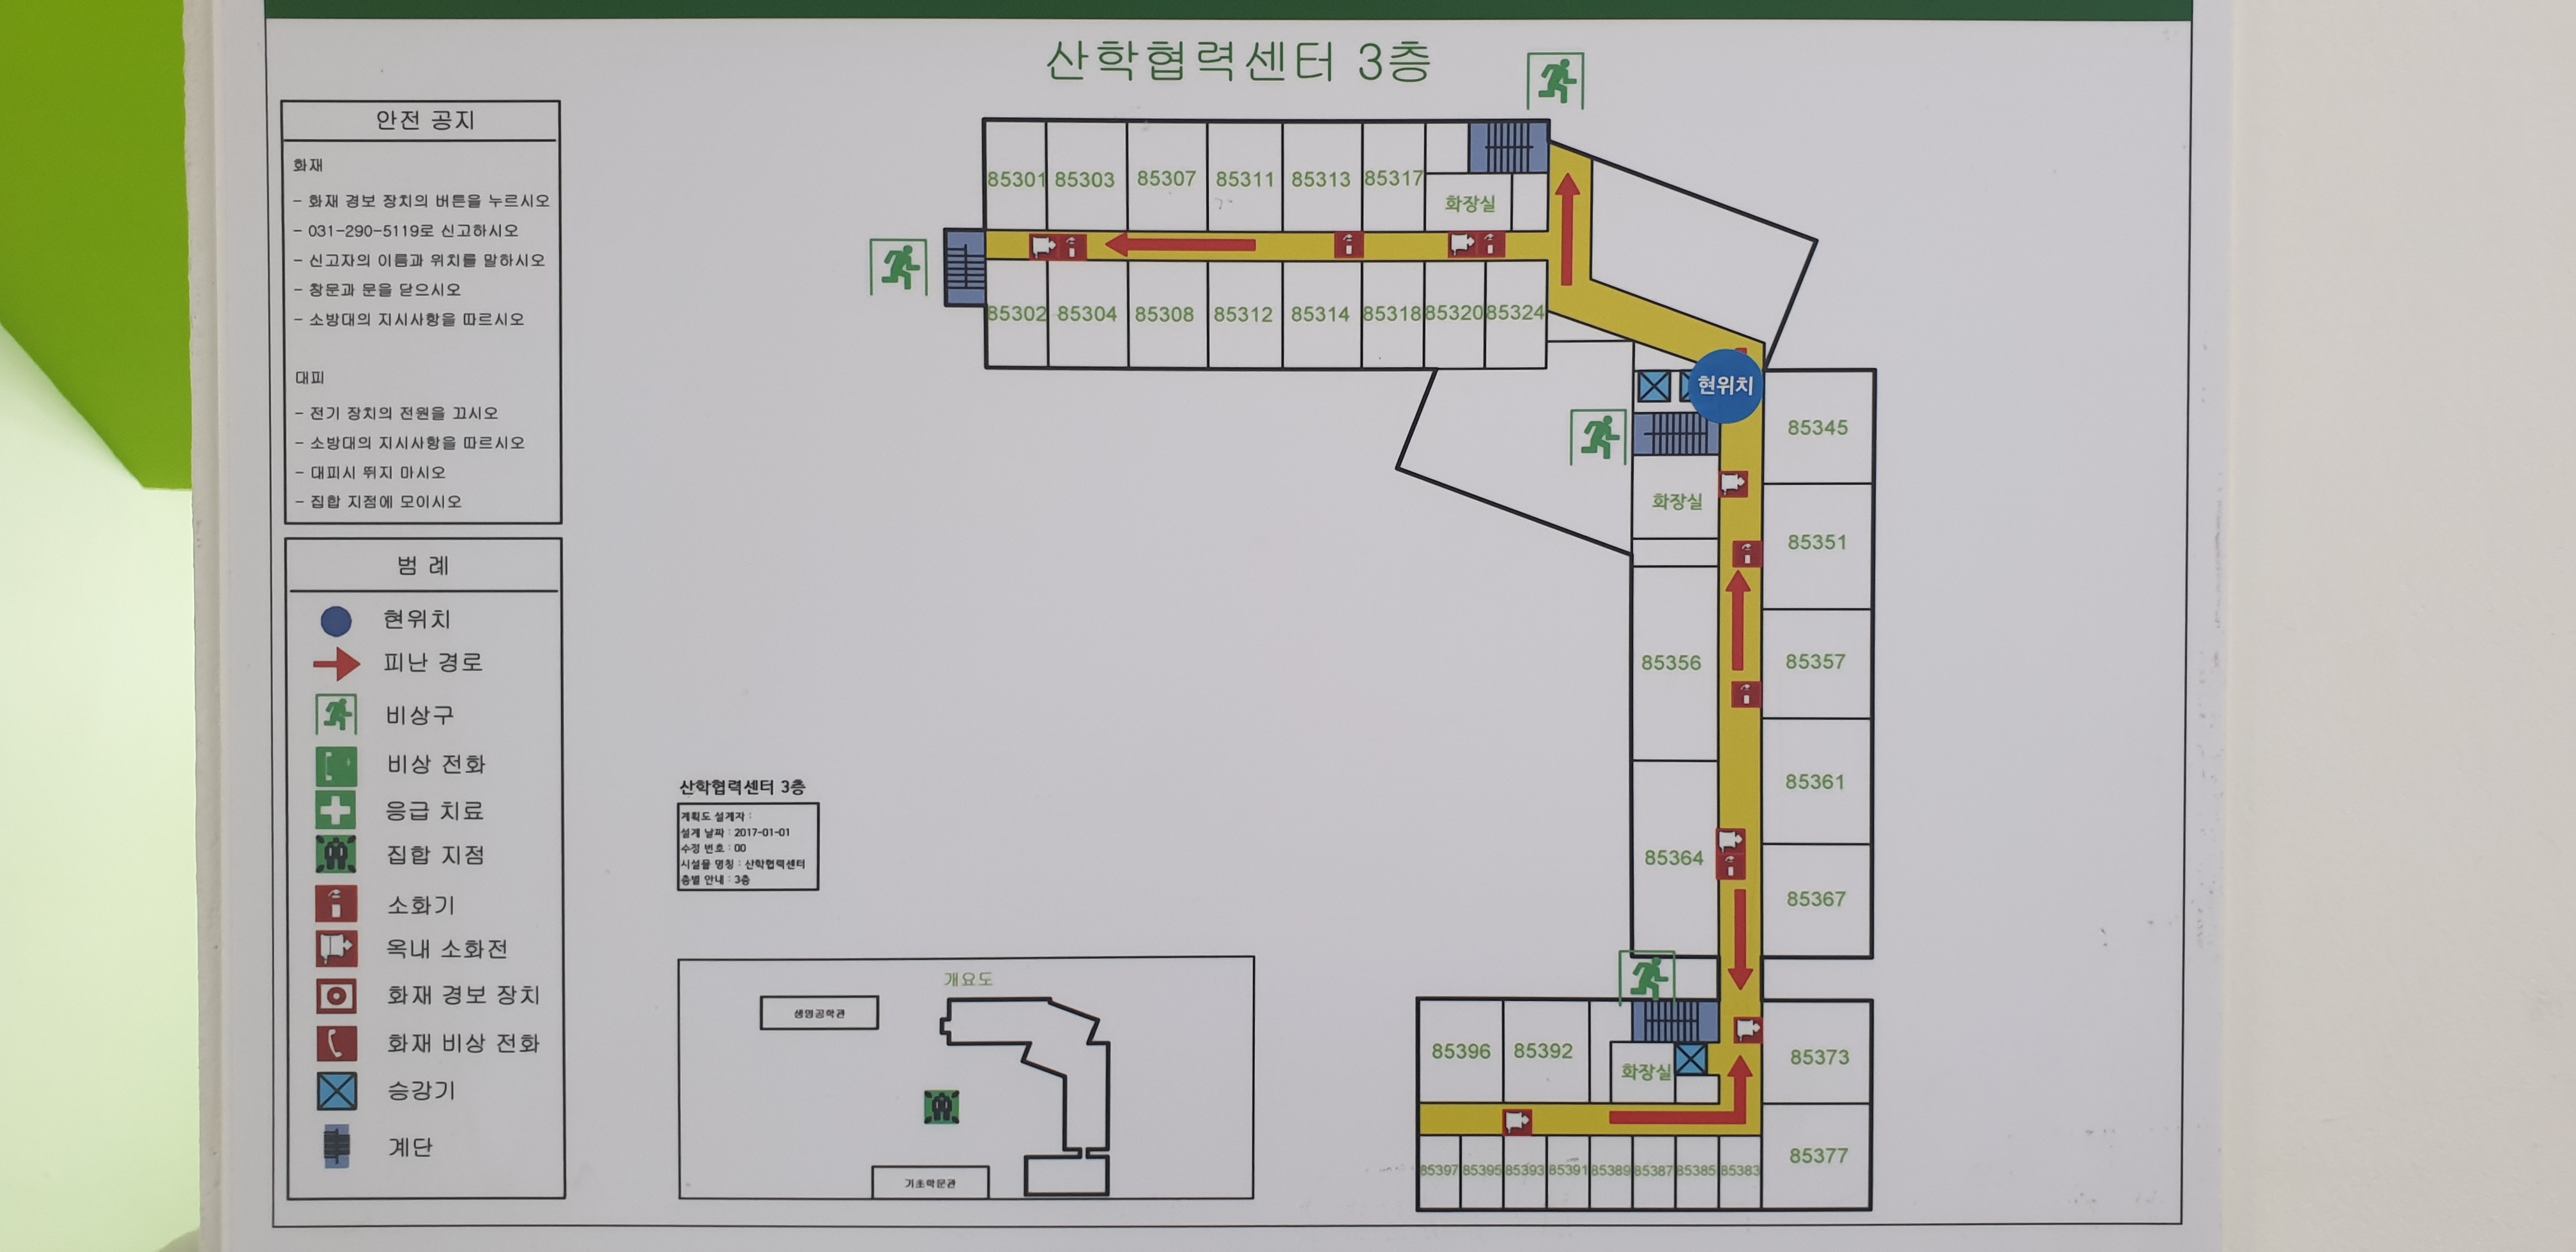 산학협력센터 3층
안전 공지
화재
- 화재 경보 장치의 버튼을 누르시오
- 031-290-5119로 신고하시오
- 신고자의 이름과 위치를 말하시오
- 창문과 문을 닫으시오
- 소방대의 지시사항을 따르시오
대피
- 전기 장치의 전원을 끄시오
- 소방대의 지시사항을 따르시오
- 대피시 뛰지 마시오
- 집합 지점에 모이시오
범 례
현위치
피난 경로
비상구
비상 전화
응급 치료
집합 지점
소화기
옥내 소화전
화재 경보 장치
화재 비상 전화
승강기
계단
85301 85303 85307 85311 85313 85317
화장실
85302 85304 85308 85312 85314 85318 85320 85324
현위치
85345
화장실
85351
85356 85357
85361
85364
85367
85396 85392 화장실 85373
85397 85395 85393 85391 85389 85387 85385 85383 85377
산학협력센터 3층
계획도 설계자 :
설계 날짜 : 2017-01-01
수정 번호 : 00
시설물 명칭 : 산학협력센터
층별 안내 : 3층
개요도
생명공학관
기초학문관